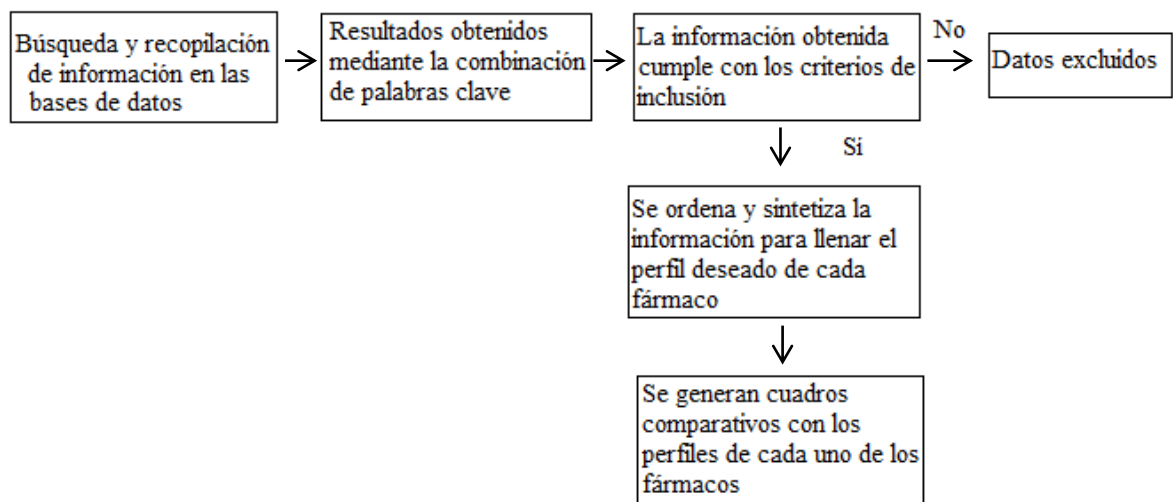 Búsqueda y recopilación
de información en las
bases de datos
Resultados obtenidos
mediante la combinación
de palabras clave
La información obtenida
cumple con los criterios de
inclusión
No
Datos excluidos
Si
Se ordena y sintetiza la
información para llenar el
perfil deseado de cada
fármaco
Se generan cuadros
comparativos con los
perfiles de cada uno de los
fármacos